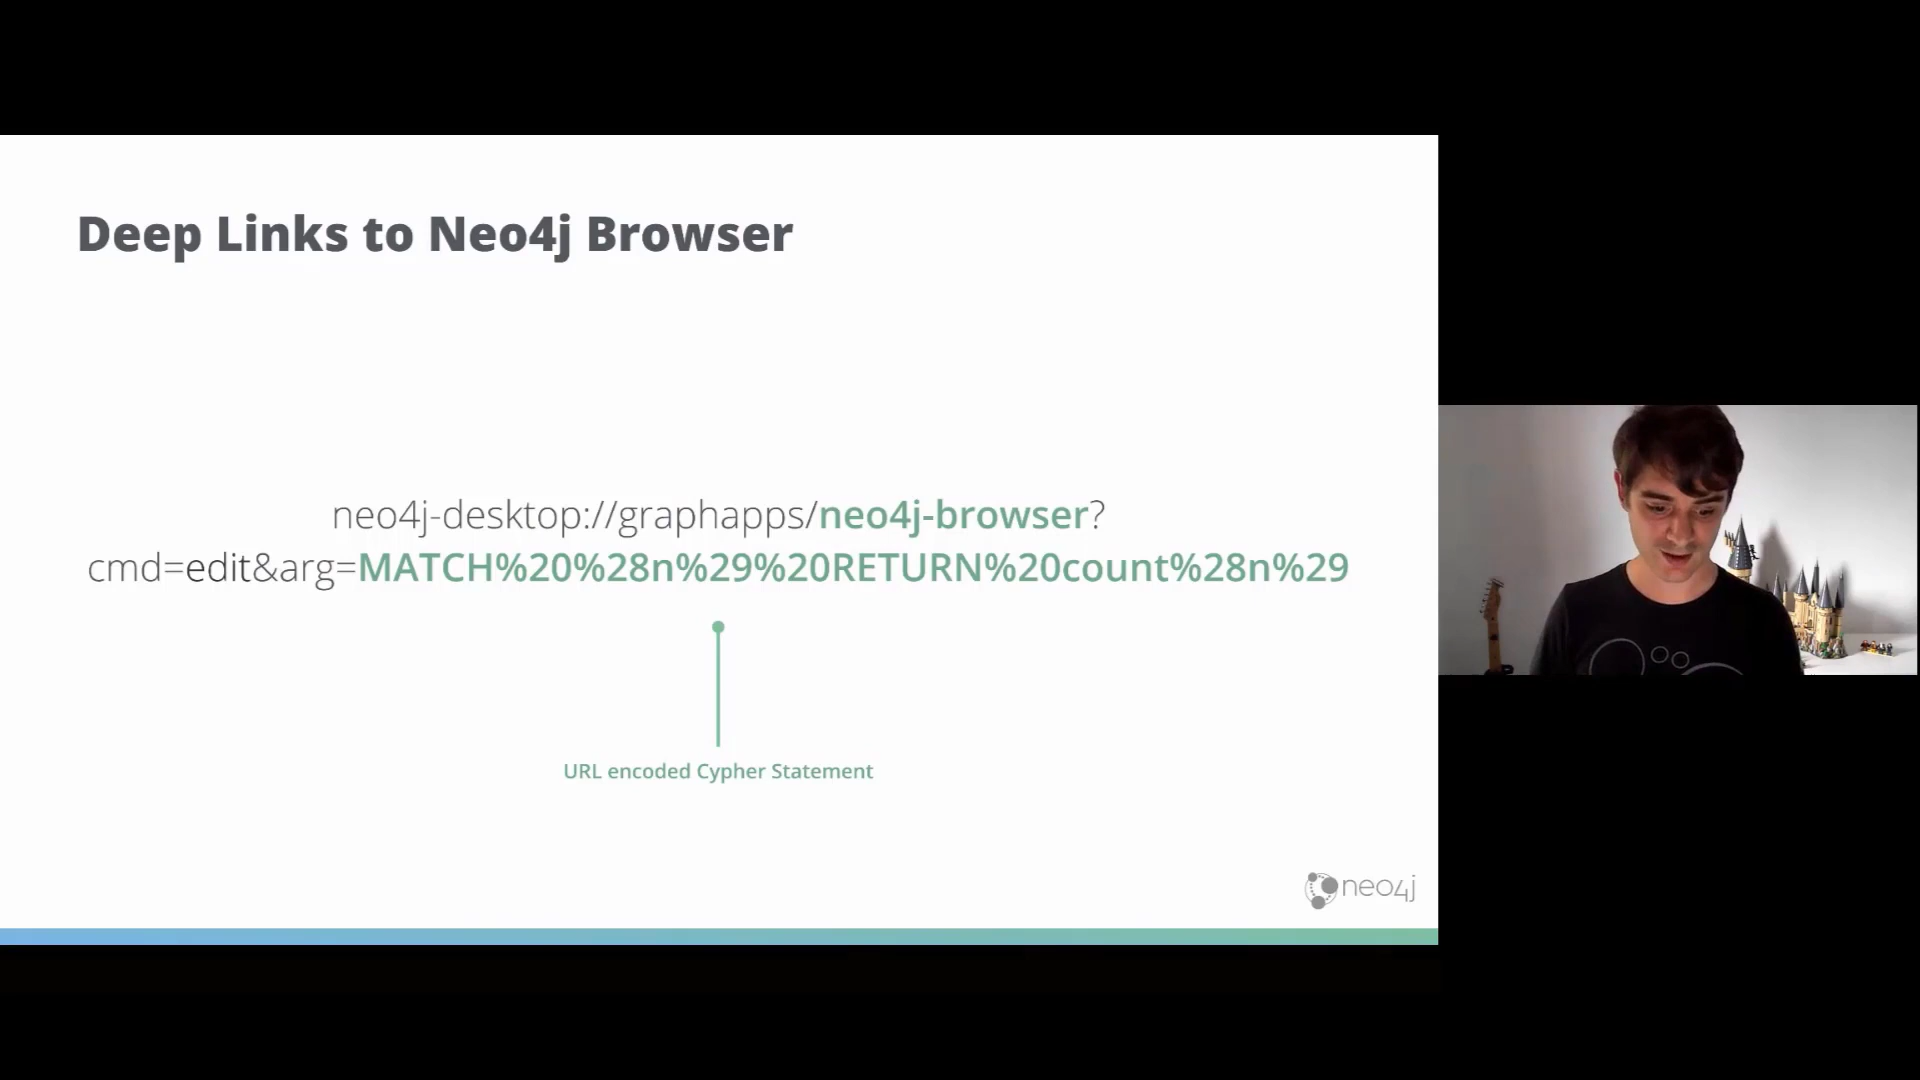 Deep Links to Neo4j Browser
neo4j-desktop://graphapps/neo4j-browser?
cmd=edit&arg=MATCH%20%28n%29%20RETURN%20count%28n%29
URL encoded Cypher Statement
neo4j